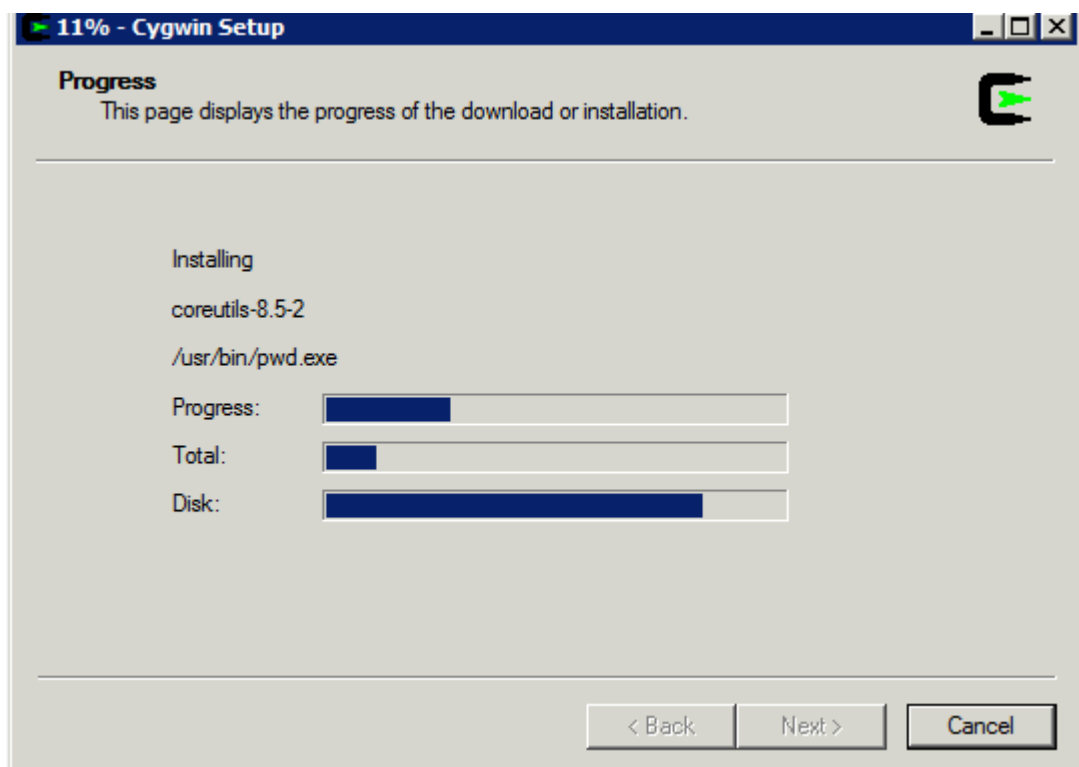 11% - Cygwin Setup
Progress
This page displays the progress of the download or installation.
Installing
coreutils-8.5-2
/usr/bin/pwd.exe
Progress:
Total:
Disk:
< Back Next > Cancel